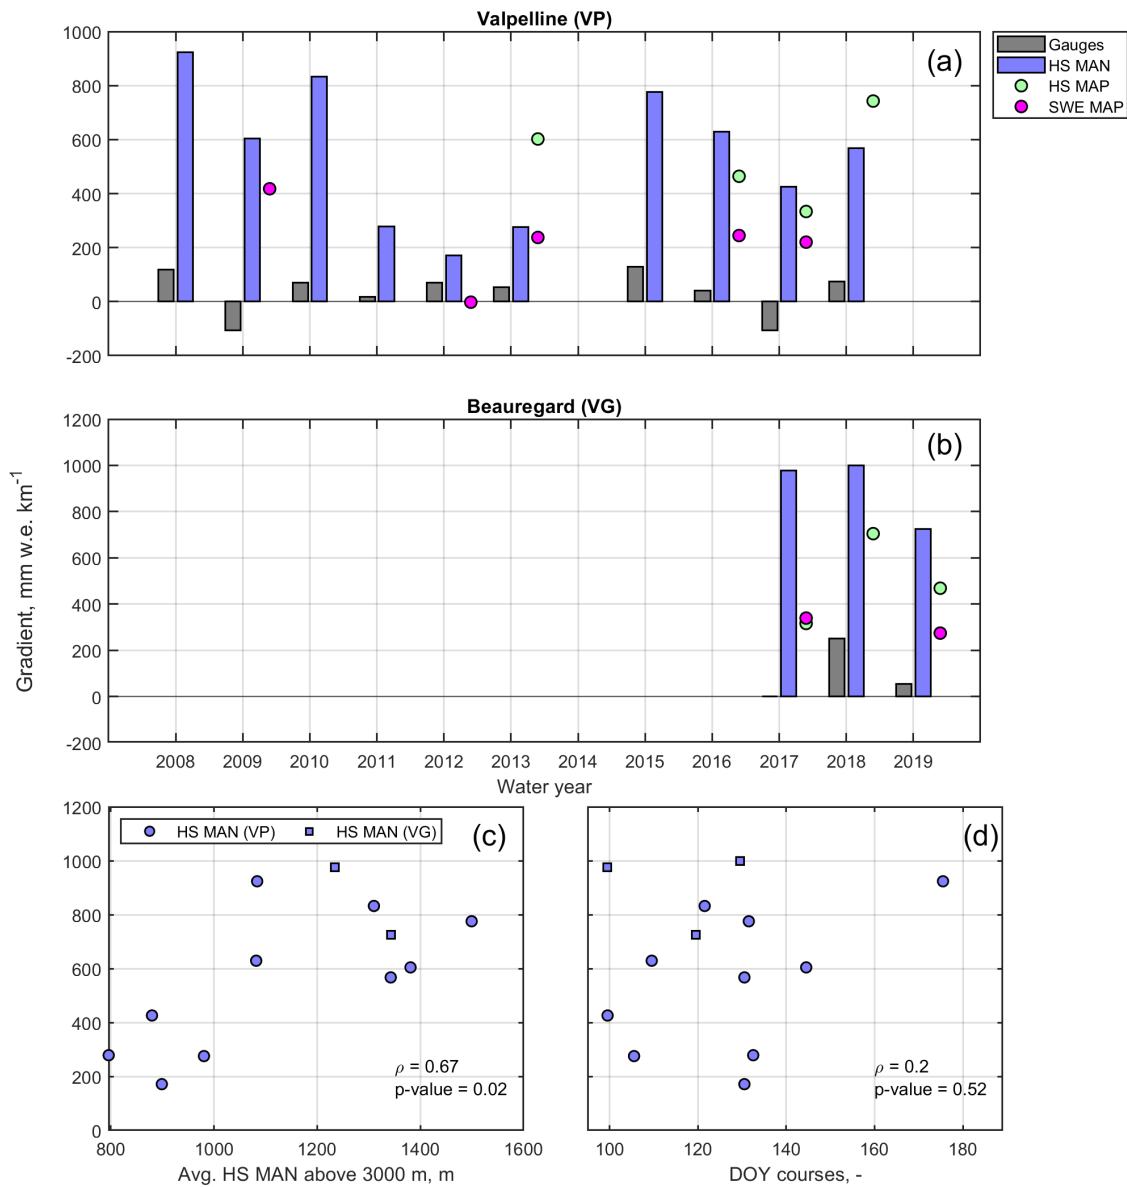 Valpelline (VP)
1000
800
600
400
200
0
-200
(a)
Gauges
HS MAN
HS MAP
SWE MAP
Beauregard (VG)
1200
1000
800
600
400
200
0
-200
(b)
2008 2009 2010 2011 2012 2013 2014 2015 2016 2017 2018 2019
Water year
Gradient, mm w.e. km-1
1200
1000
800
600
400
200
0
HS MAN (VP) HS MAN (VG)
(c)
ρ = 0.67
p-value = 0.02
800 1000 1200 1400 1600
Avg. HS MAN above 3000 m, m
(d)
ρ = 0.2
p-value = 0.52
100 120 140 160 180
DOY courses, -